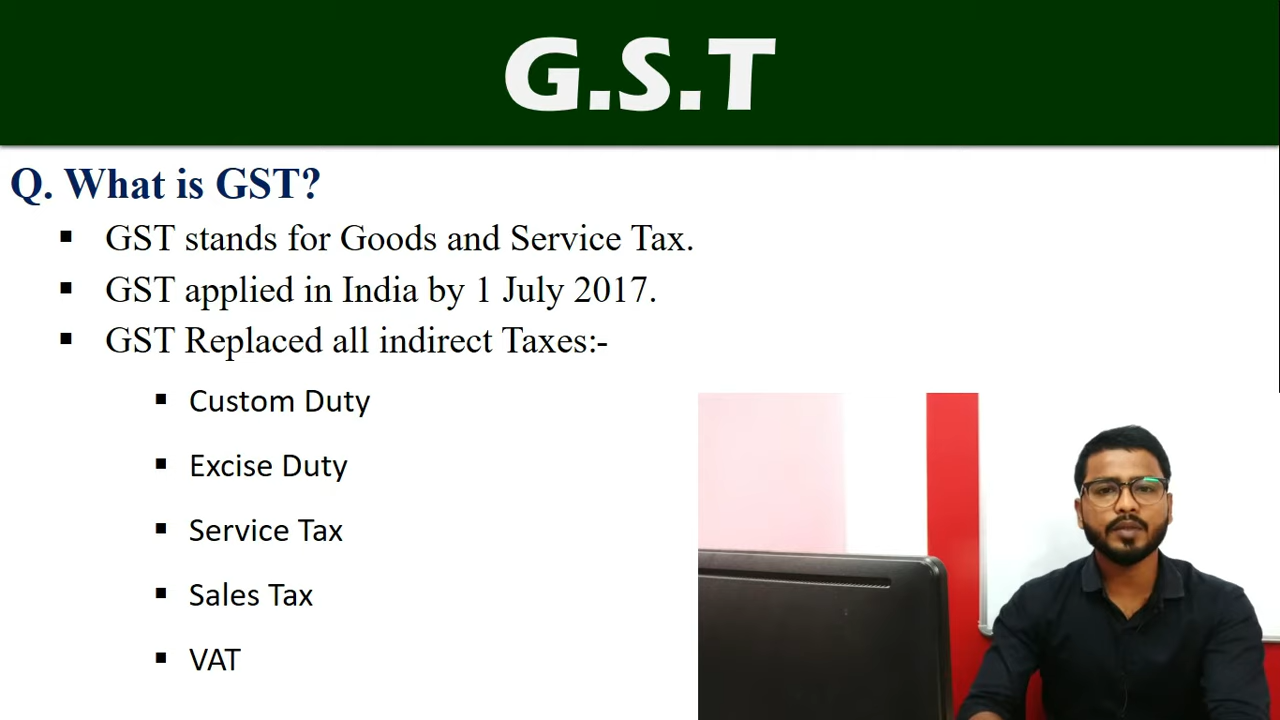 G.S.T
Q. What is GST?
▪ GST stands for Goods and Service Tax.
▪ GST applied in India by 1 July 2017.
▪ GST Replaced all indirect Taxes:-
▪ Custom Duty
▪ Excise Duty
▪ Service Tax
▪ Sales Tax
▪ VAT